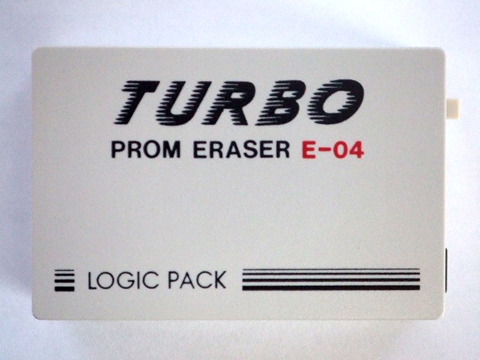 TURBO
PROM ERASER E-04
LOGIC PACK